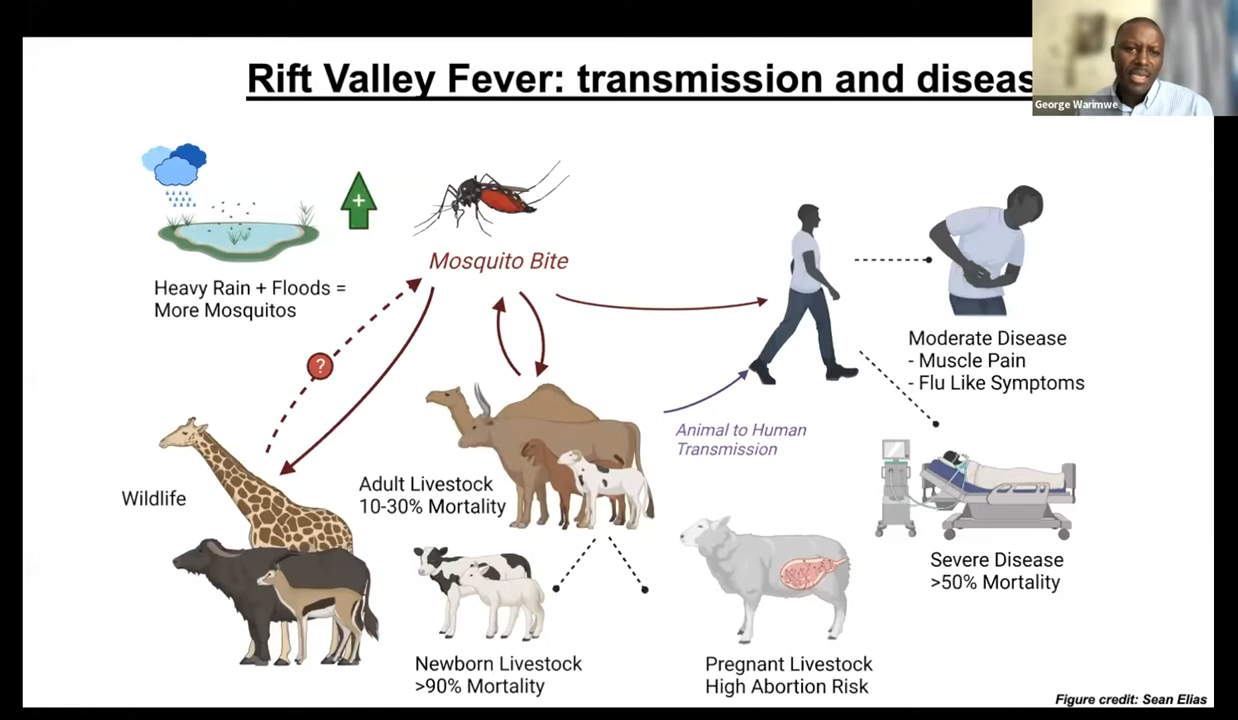 Rift Valley Fever: transmission and diseas
George Warimwe
+
Mosquito Bite
Heavy Rain + Floods =
More Mosquitos
?
Moderate Disease
- Muscle Pain
- Flu Like Symptoms
Animal to Human
Transmission
Wildlife
Adult Livestock
10-30% Mortality
Severe Disease
>50% Mortality
Newborn Livestock
>90% Mortality
Pregnant Livestock
High Abortion Risk
Figure credit: Sean Elias